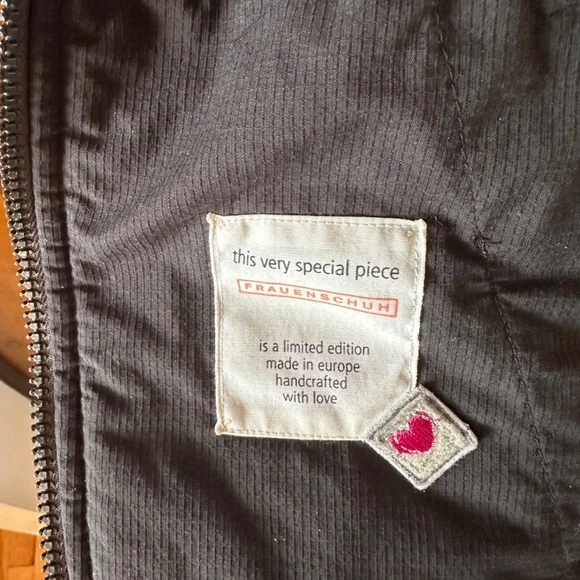 this very special piece
FRAUENSCHUH
is a limited edition
made in europe
handcrafted
with love